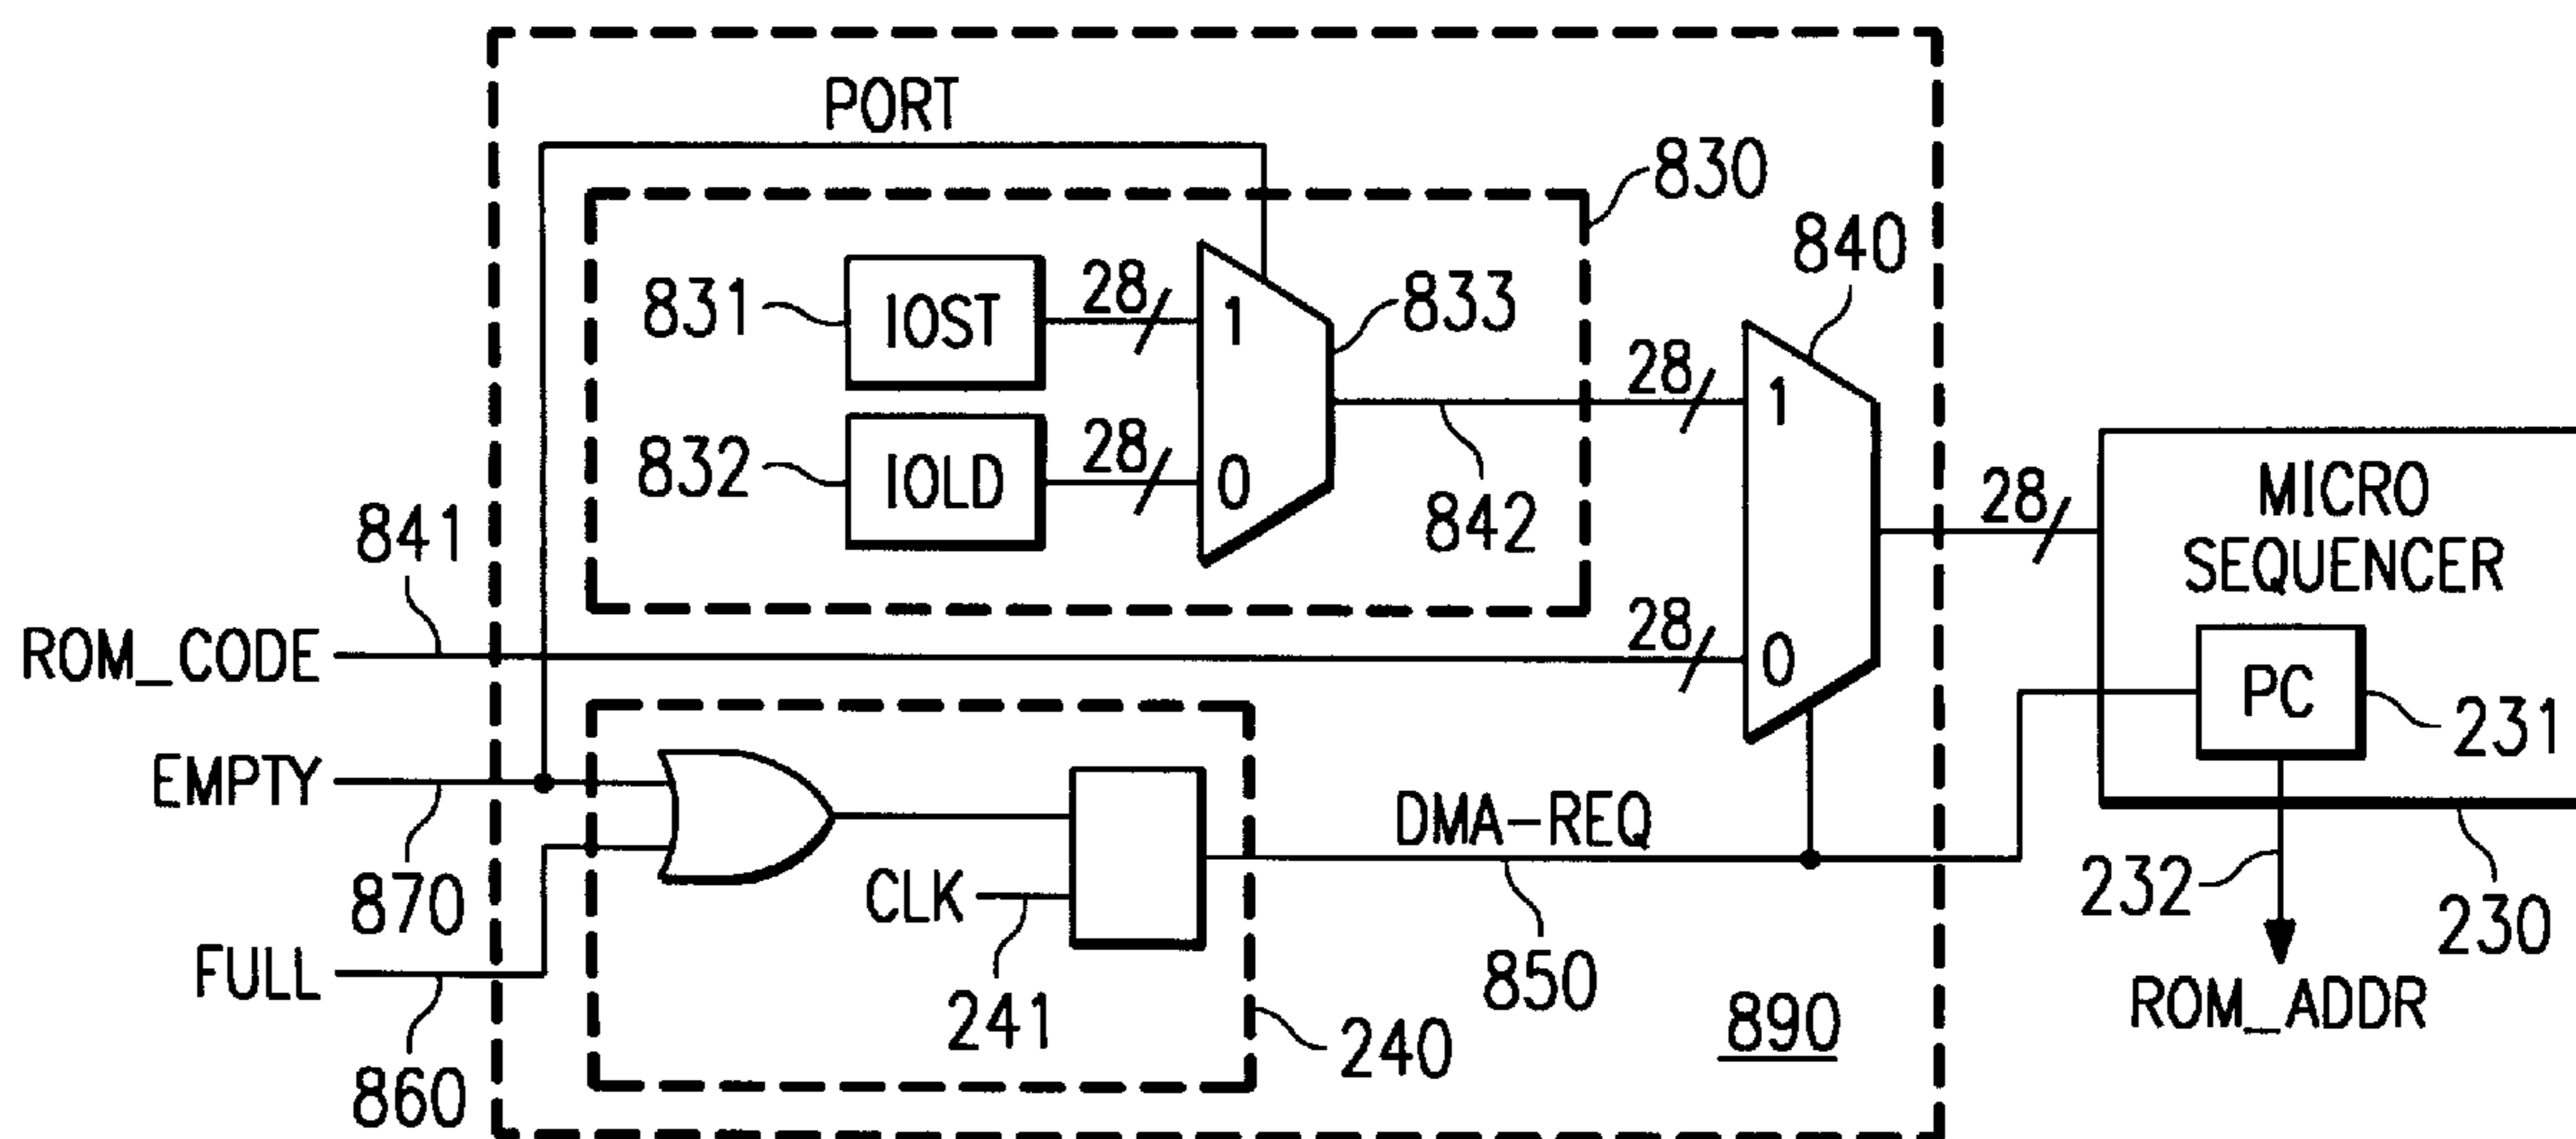 PORT
830
840
831
IOST
28
1
833
832
IOLD
28
0
842
28
1
28
MICRO
SEQUENCER
841
ROM_CODE
28
0
PC
231
EMPTY
870
CLK
241
DMA-REQ
850
232
230
FULL
860
240
890
ROM_ADDR